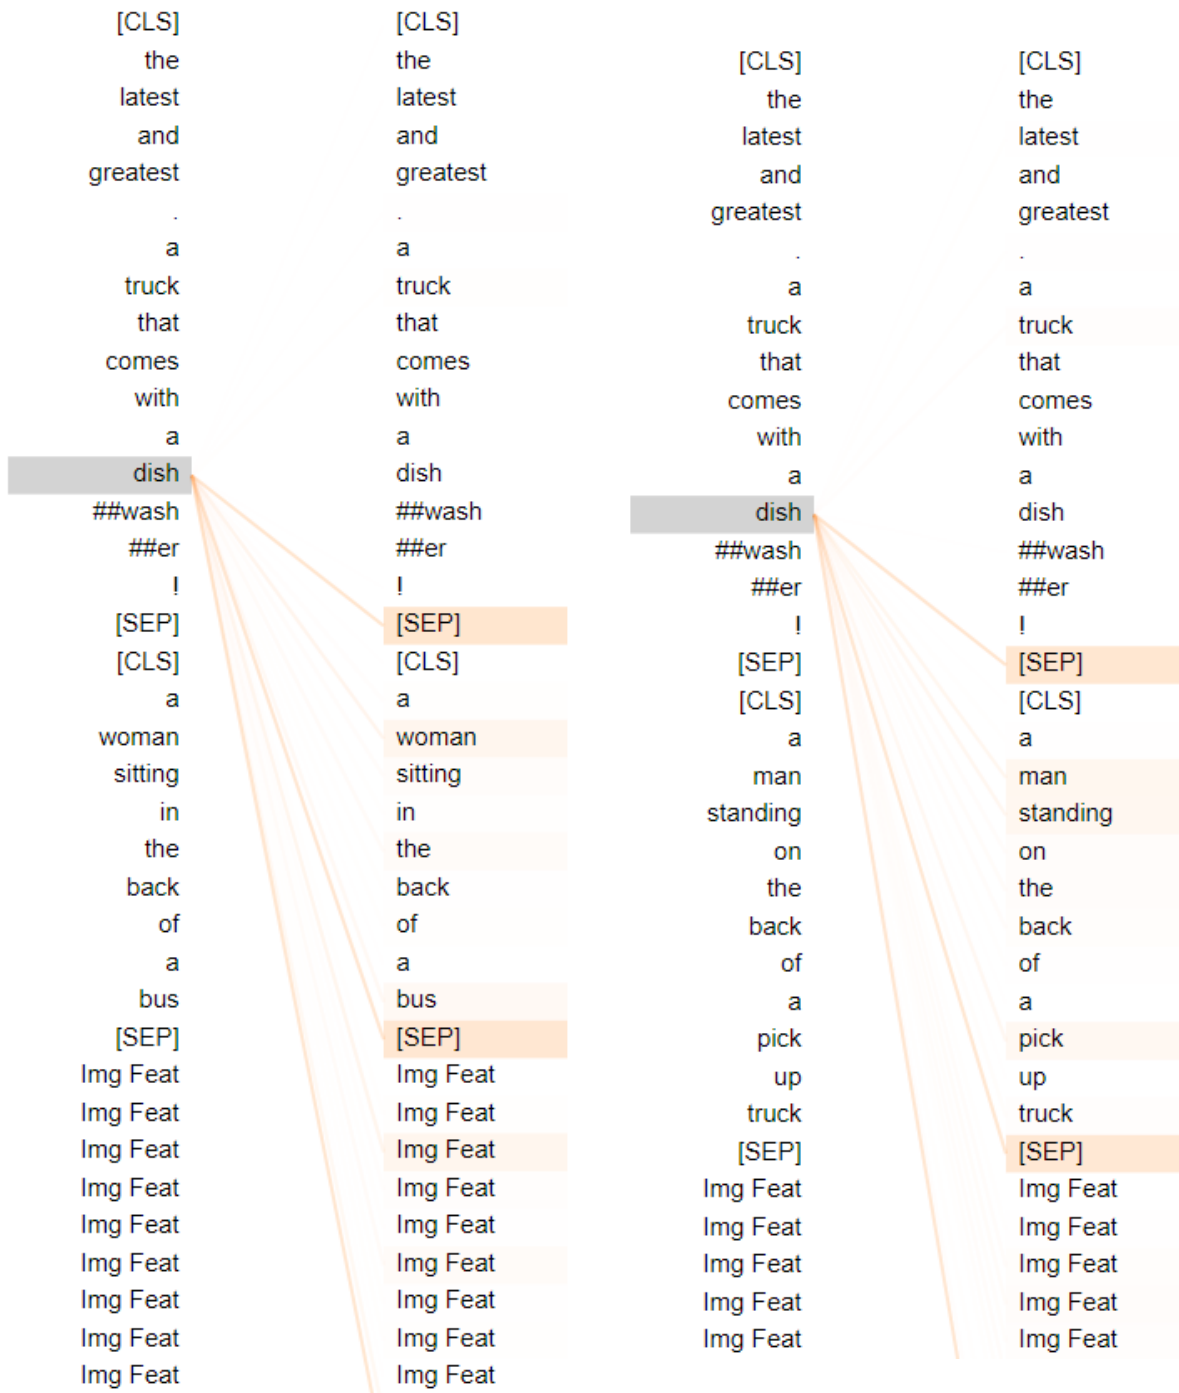 [CLS] [CLS]
the the
latest latest
and and
greatest greatest
. .
a a
truck truck
that that
comes comes
with with
a a
dish dish
##wash ##wash
##er ##er
! !
[SEP] [SEP]
[CLS] [CLS]
a a
woman woman
sitting sitting
in in
the the
back back
of of
a a
bus bus
[SEP] [SEP]
Img Feat Img Feat
Img Feat Img Feat
Img Feat Img Feat
Img Feat Img Feat
Img Feat Img Feat
Img Feat Img Feat
Img Feat Img Feat
Img Feat Img Feat
Img Feat Img Feat
[CLS] [CLS]
the the
latest latest
and and
greatest greatest
. .
a a
truck truck
that that
comes comes
with with
a a
dish dish
##wash ##wash
##er ##er
! !
[SEP] [SEP]
[CLS] [CLS]
a a
man man
standing standing
on on
the the
back back
of of
a a
pick pick
up up
truck truck
[SEP] [SEP]
Img Feat Img Feat
Img Feat Img Feat
Img Feat Img Feat
Img Feat Img Feat
Img Feat Img Feat